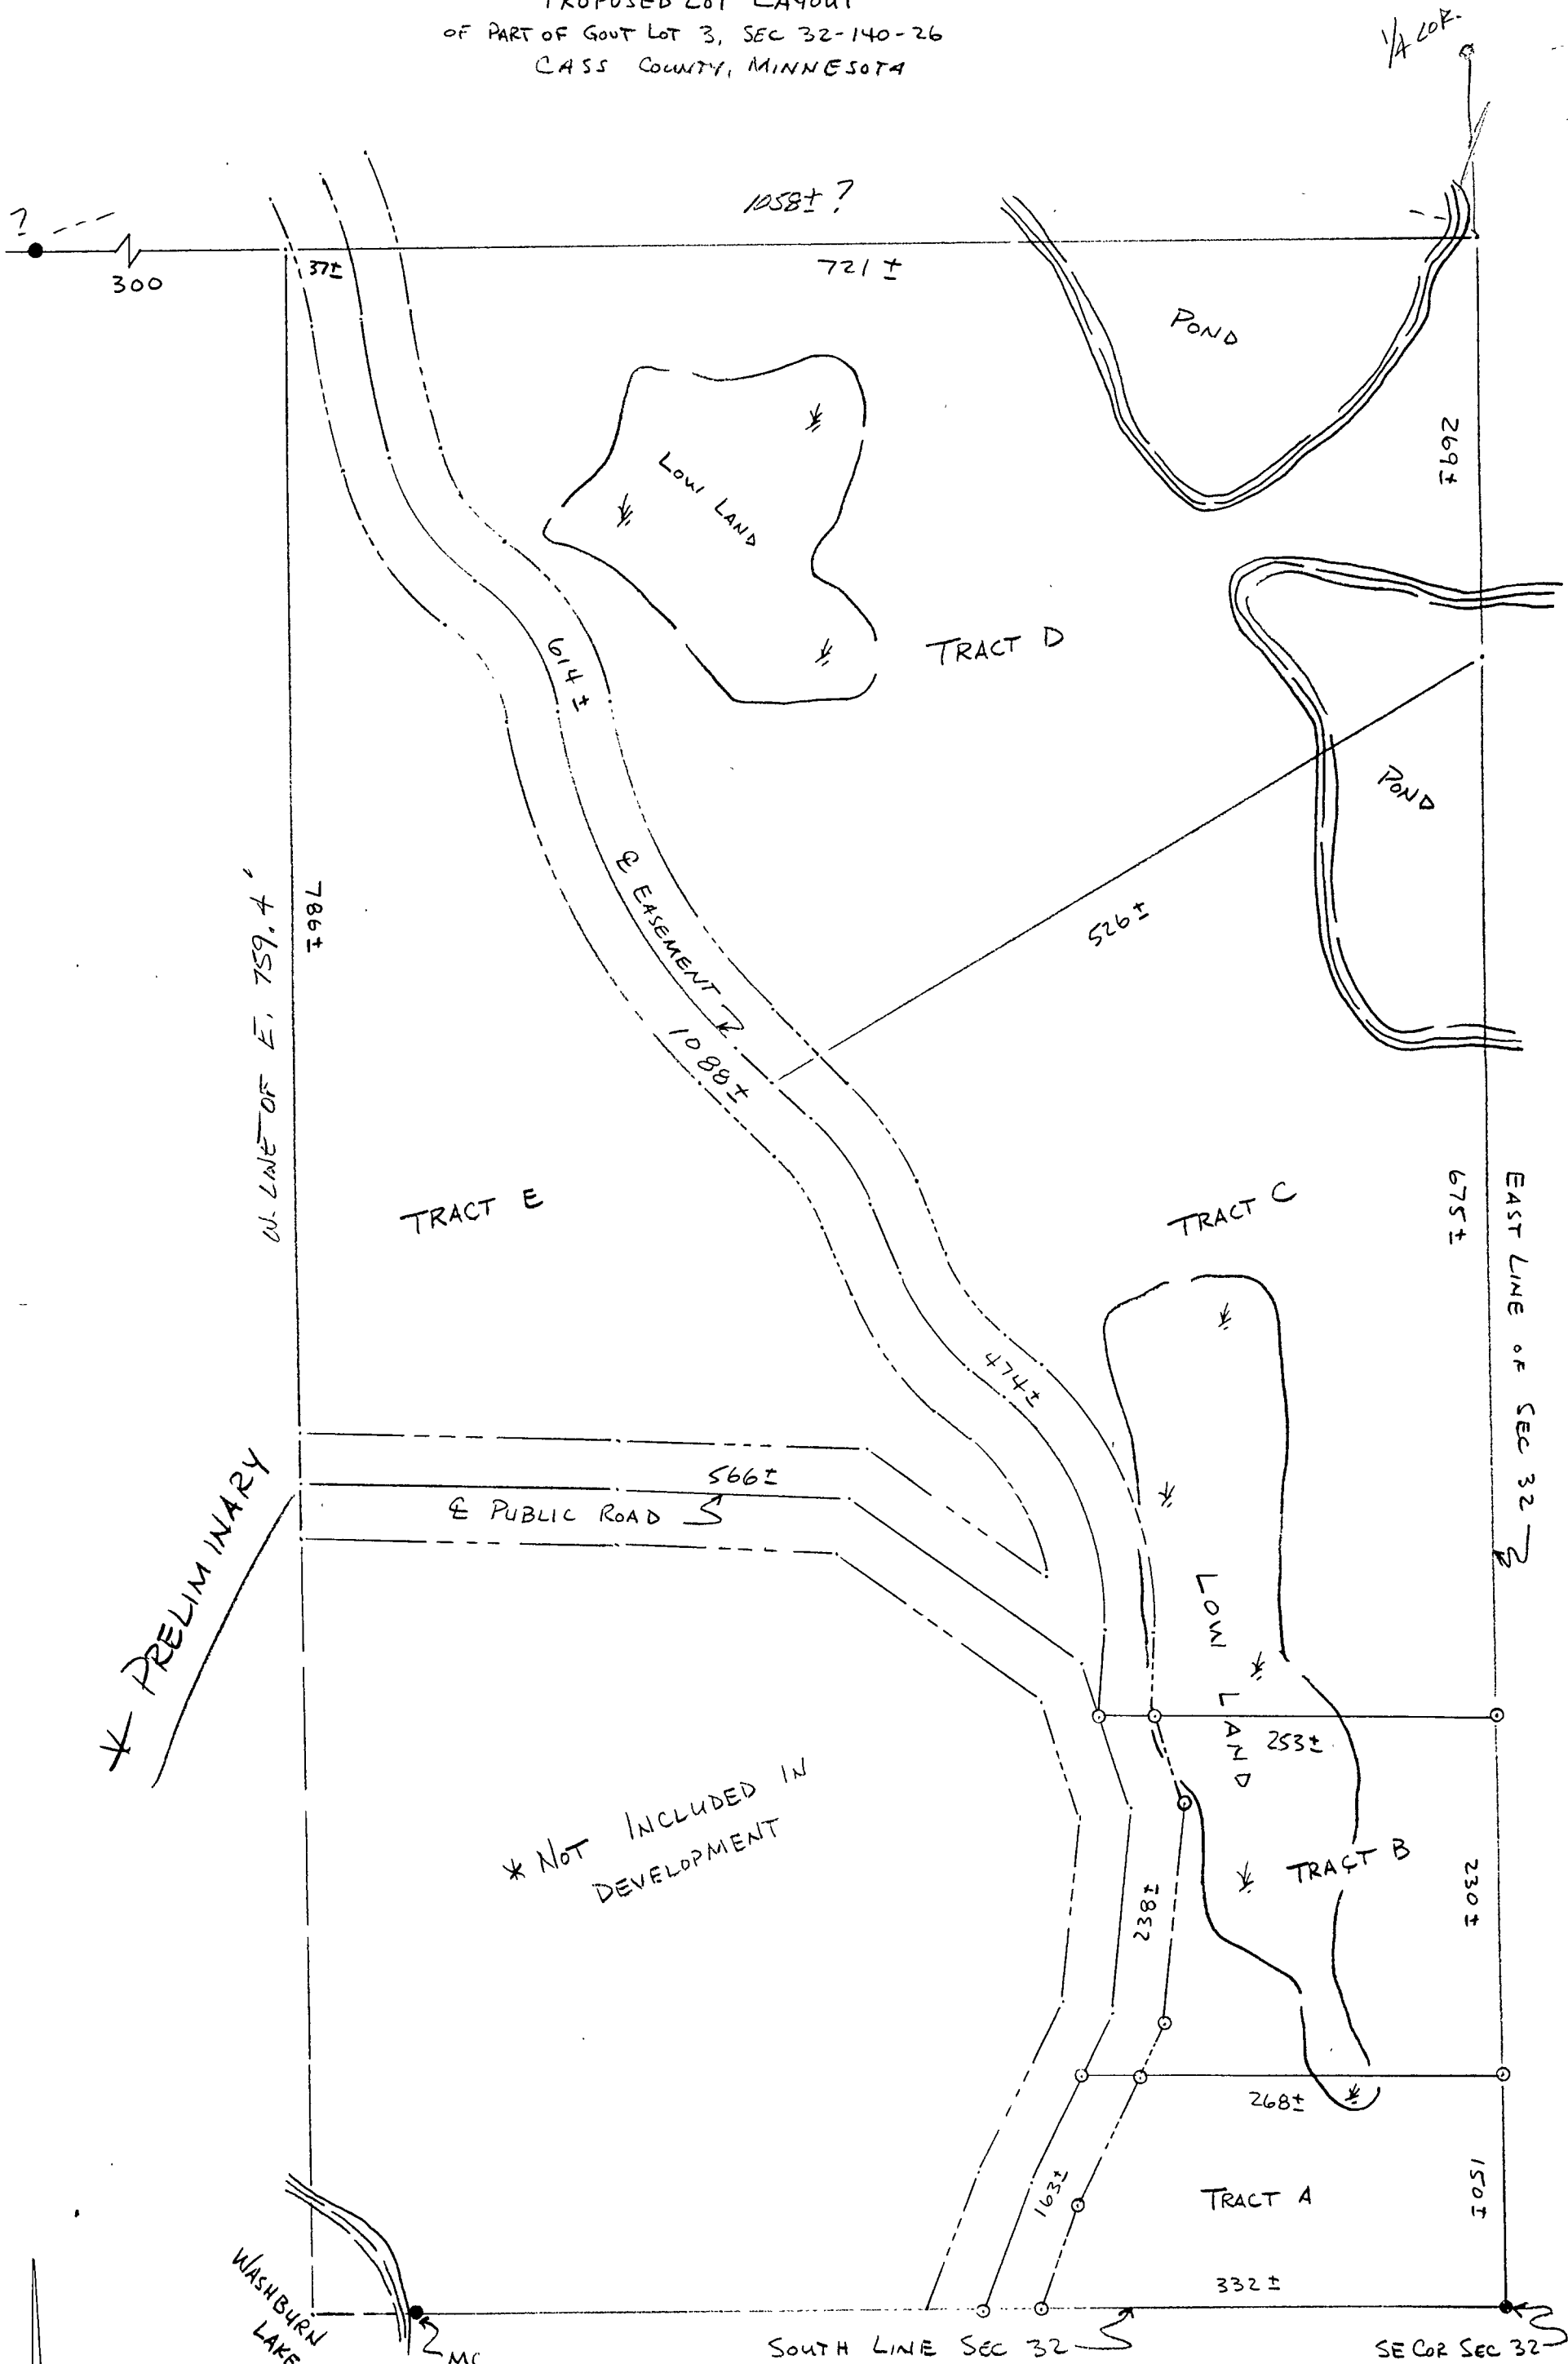 PROPOSED LOT LAYOUT
OF PART OF GOVT LOT 3, SEC 32-140-26
CASS COUNTY, MINNESOTA
1/4 COR.
1058± ?
?
300
37±
721 ±
POND
269±
LOW LAND
TRACT D
614 ±
POND
786±
W. LINE OF E. 759.4'
℄ EASEMENT
526±
1088±
TRACT E
TRACT C
675±
EAST LINE OF SEC 32
474±
566±
℄ PUBLIC ROAD
* PRELIMINARY
LOW LAND
253±
* NOT INCLUDED IN
DEVELOPMENT
TRACT B
238±
230±
268±
163±
TRACT A
150±
332 ±
WASHBURN
LAKE
MC
SOUTH LINE SEC 32
SE COR SEC 32